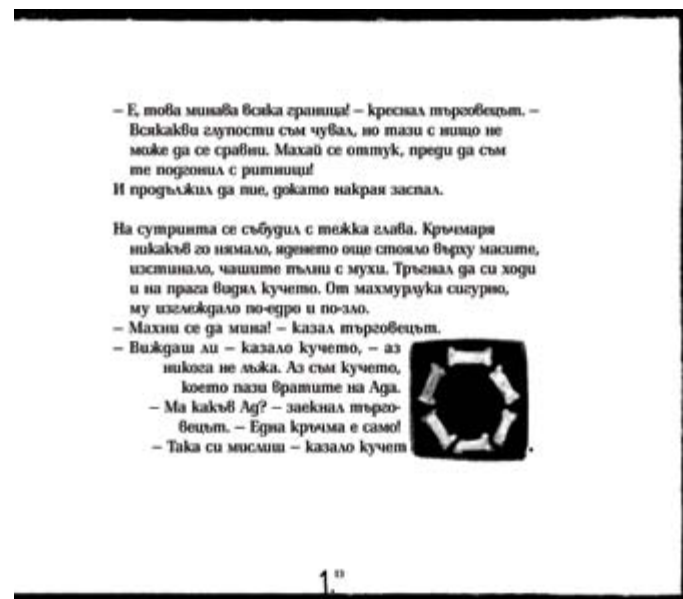 – Е, това минава всяка граница! – креснал търговецът. –
Всякакви глупости съм чувал, но тази с нищо не
може да се сравни. Махай се оттук, преди да съм
те подгонил с ритници!
И продължил да пие, докато накрая заспал.
На сутринта се събудил с тежка глава. Кръчмаря
никакъв го нямало, яденето още стояло върху масите,
изстинало, чашите пълни с мухи. Тръгнал да си ходи
и на прага видял кучето. От махмурлука сигурно,
му изглеждало по-едро и по-зло.
– Махни се да мина! – казал търговецът.
– Виждаш ли – казало кучето, – аз
никога не лъжа. Аз съм кучето,
което пази вратите на Ада.
– Ма какъв Ад? – заекнал търго-
вецът. – Една кръчма е само!
– Така си мислиш – казало кучет
.
1.